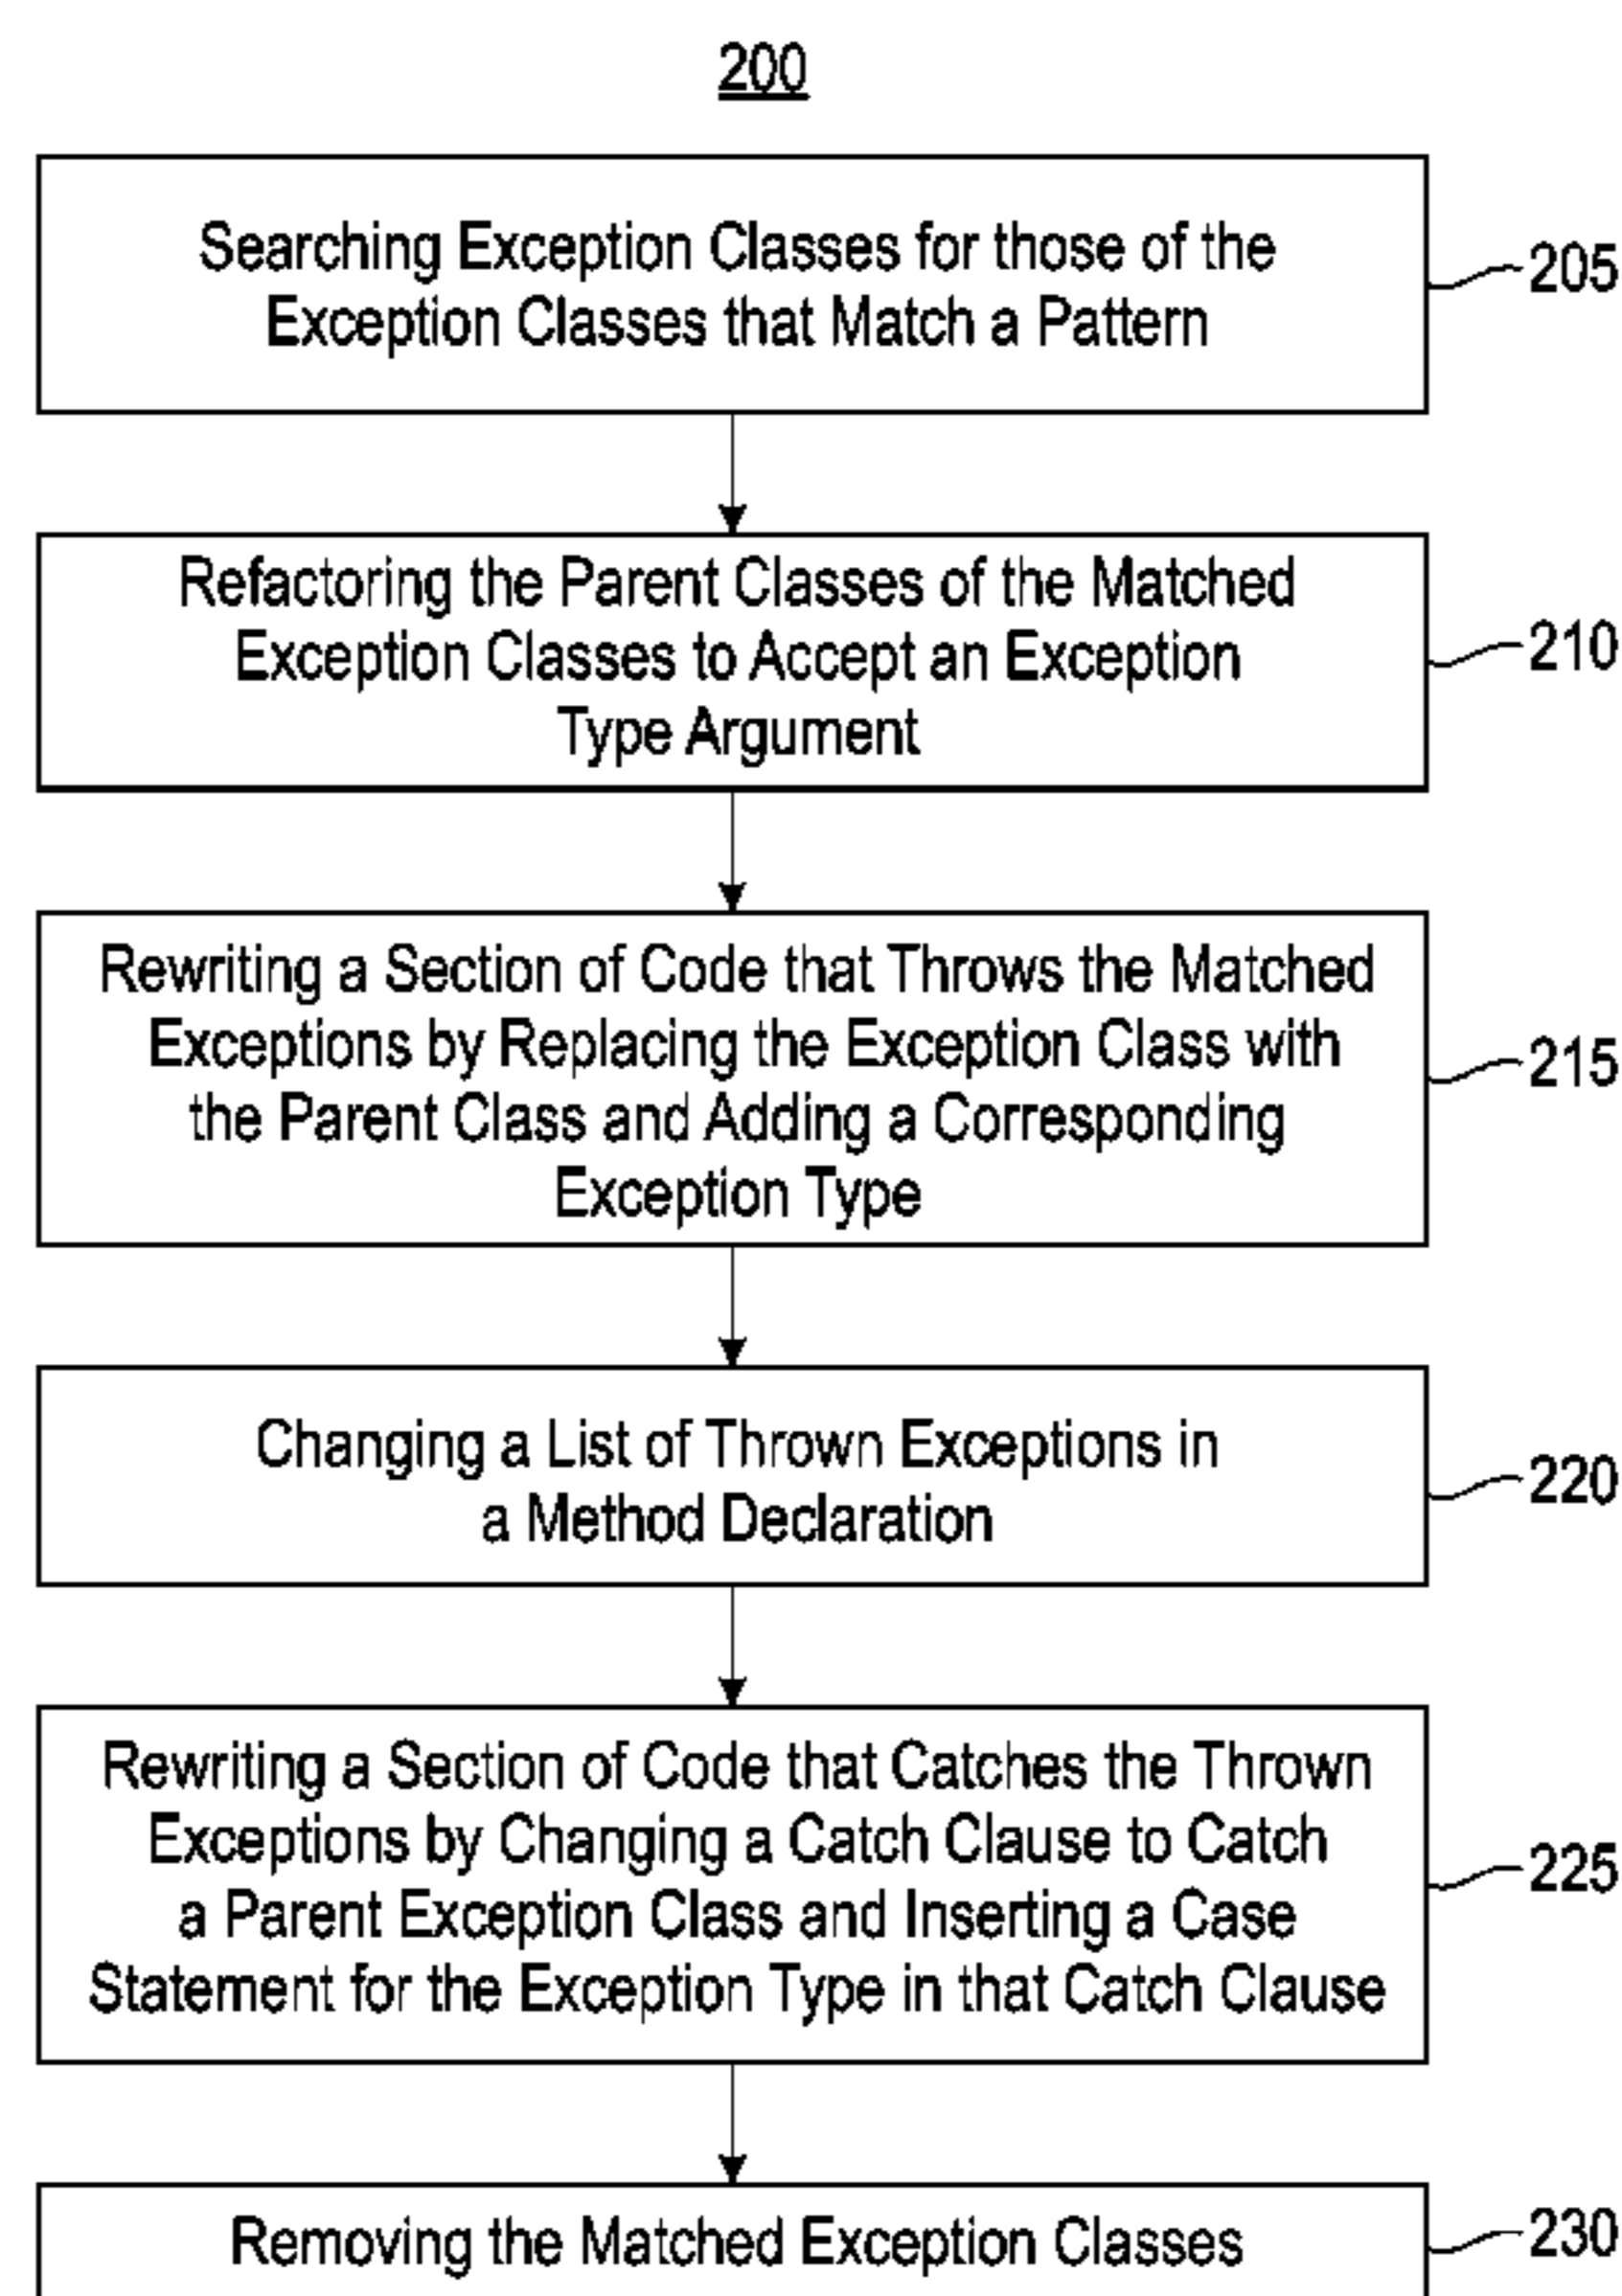 200
Searching Exception Classes for those of the
Exception Classes that Match a Pattern
205
Refactoring the Parent Classes of the Matched
Exception Classes to Accept an Exception
Type Argument
210
Rewriting a Section of Code that Throws the Matched
Exceptions by Replacing the Exception Class with
the Parent Class and Adding a Corresponding
Exception Type
215
Changing a List of Thrown Exceptions in
a Method Declaration
220
Rewriting a Section of Code that Catches the Thrown
Exceptions by Changing a Catch Clause to Catch
a Parent Exception Class and Inserting a Case
Statement for the Exception Type in that Catch Clause
225
Removing the Matched Exception Classes
230